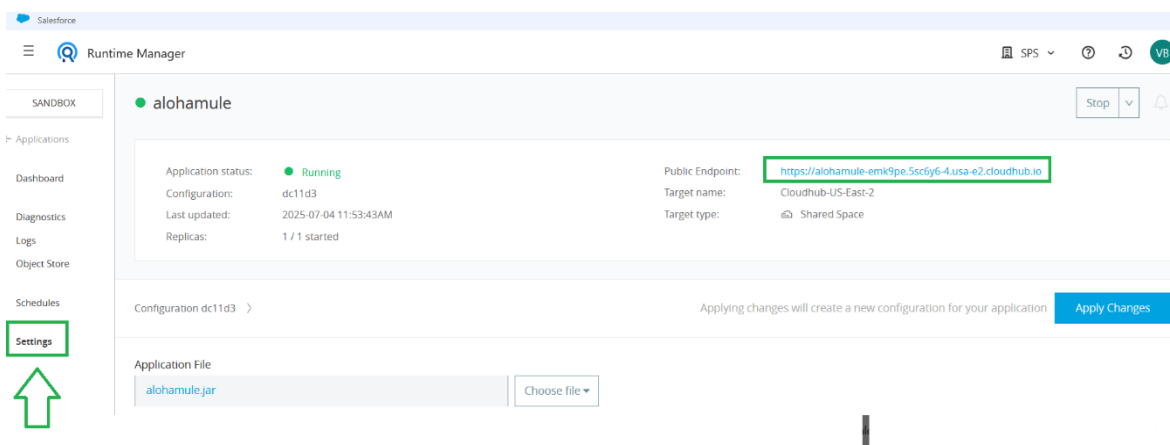 Salesforce
Runtime Manager
SPS
VB
SANDBOX
alohamule
Stop
Applications
Dashboard
Diagnostics
Logs
Object Store
Schedules
Settings
Application status: Running
Configuration: dc11d3
Last updated: 2025-07-04 11:53:43AM
Replicas: 1 / 1 started
Public Endpoint: https://alohamule-emk9pe.5sc6y6-4.usa-e2.cloudhub.io
Target name: Cloudhub-US-East-2
Target type: Shared Space
Configuration dc11d3
Applying changes will create a new configuration for your application
Apply Changes
Application File
alohamule.jar
Choose file